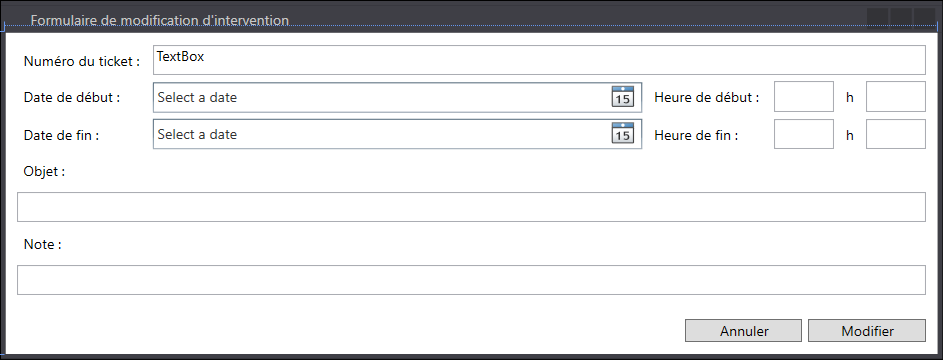 Formulaire de modification d'intervention
Numéro du ticket : TextBox
Date de début : Select a date 15 Heure de début : h
Date de fin : Select a date 15 Heure de fin : h
Objet :
Note :
Annuler Modifier